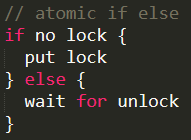 // atomic if else
if no lock {
  put lock
} else {
  wait for unlock
}